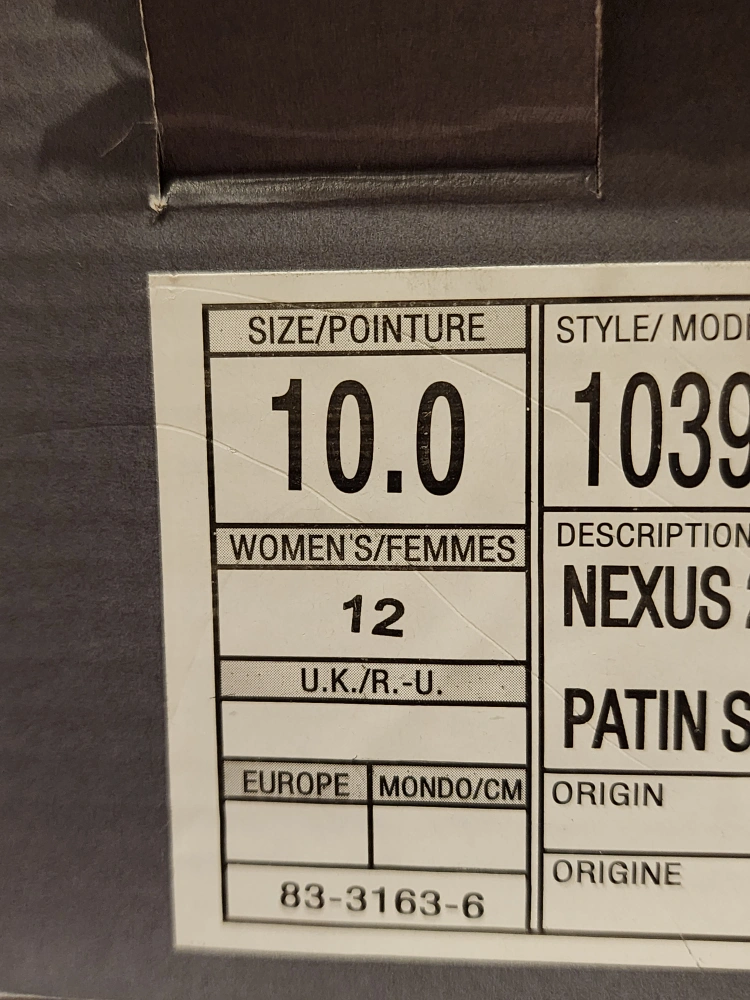 SIZE/POINTURE
10.0
WOMEN'S/FEMMES
12
U.K./R.-U.
EUROPE MONDO/CM
83-3163-6
STYLE/ MODE
1039
DESCRIPTION
NEXUS
PATIN S
ORIGIN
ORIGINE